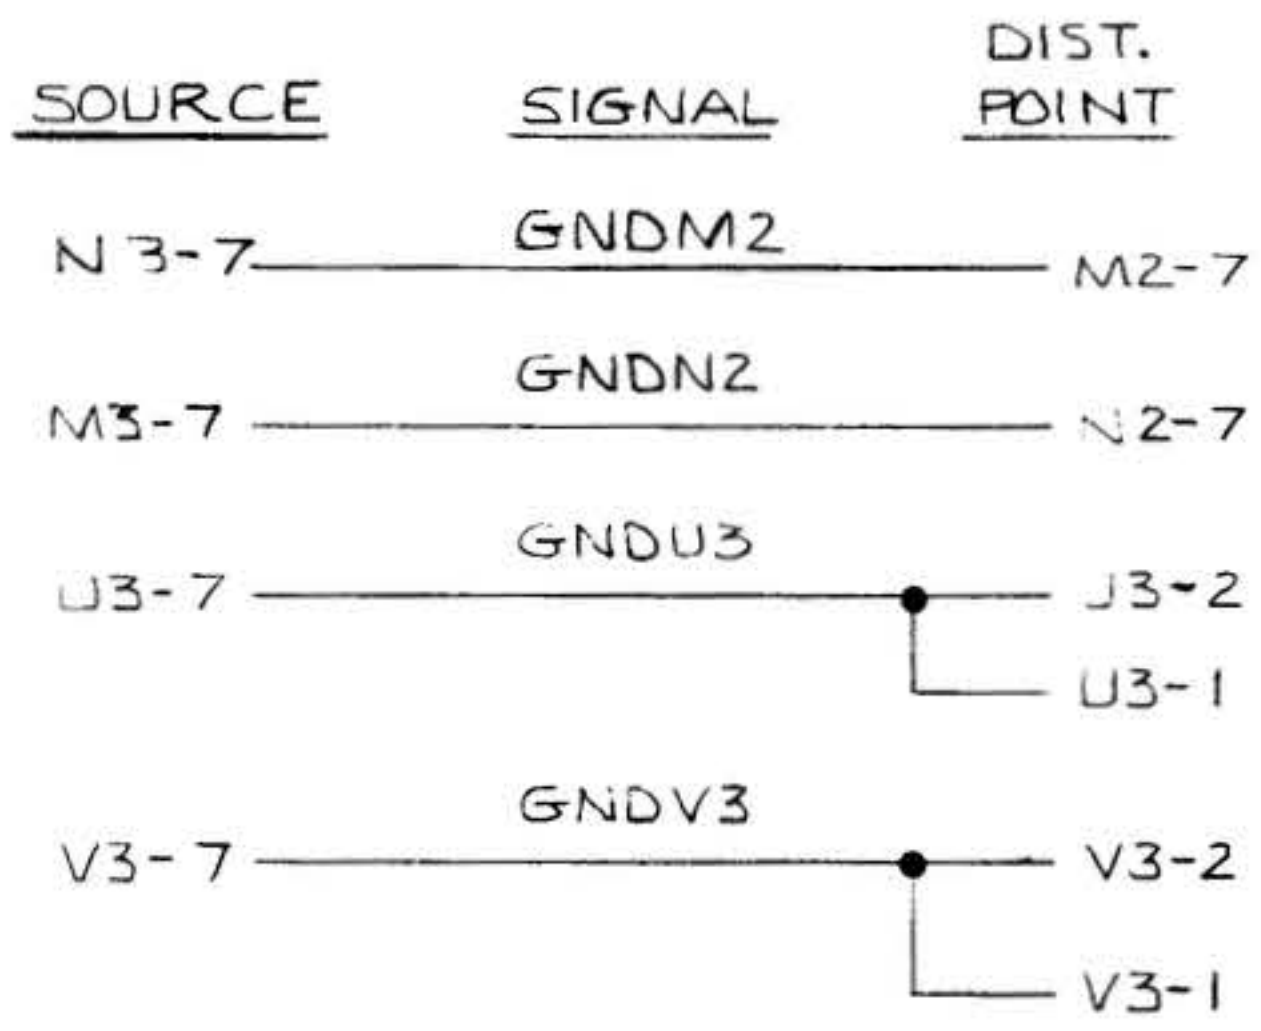 SOURCE SIGNAL DIST. POINT
GNDM2
N3-7 M2-7
GNDN2
M3-7 N2-7
GNDU3
U3-7 J3-2
U3-1
GNDV3
V3-7 V3-2
V3-1